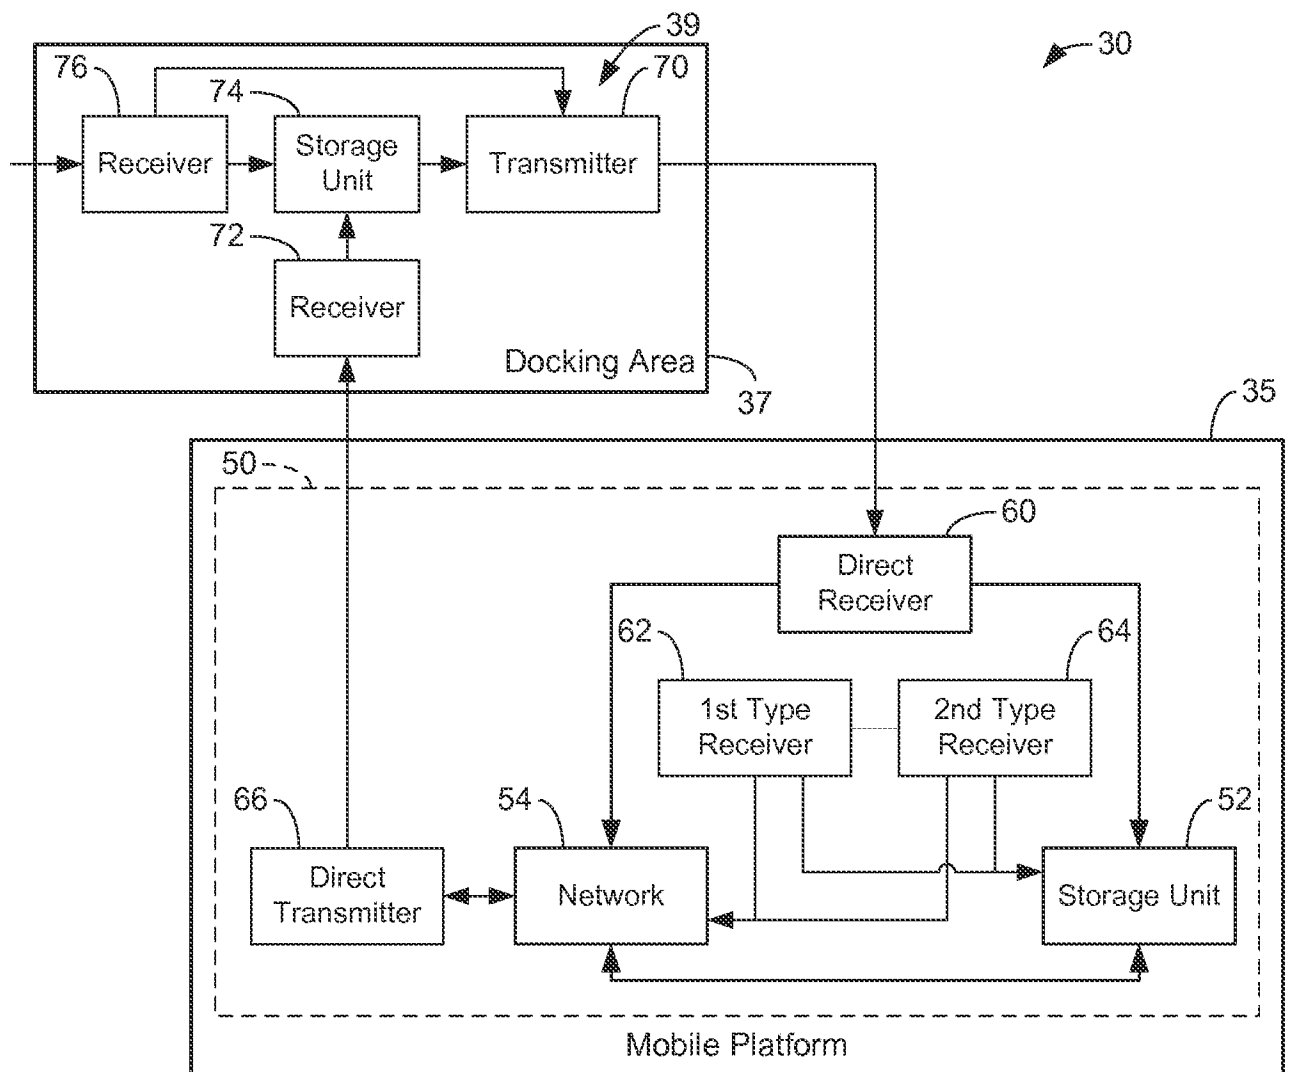 39
30
76
74
70
Receiver
Storage
Unit
Transmitter
72
Receiver
Docking Area
37
35
50
60
Direct
Receiver
62
64
1st Type
Receiver
2nd Type
Receiver
66
54
52
Direct
Transmitter
Network
Storage Unit
Mobile Platform